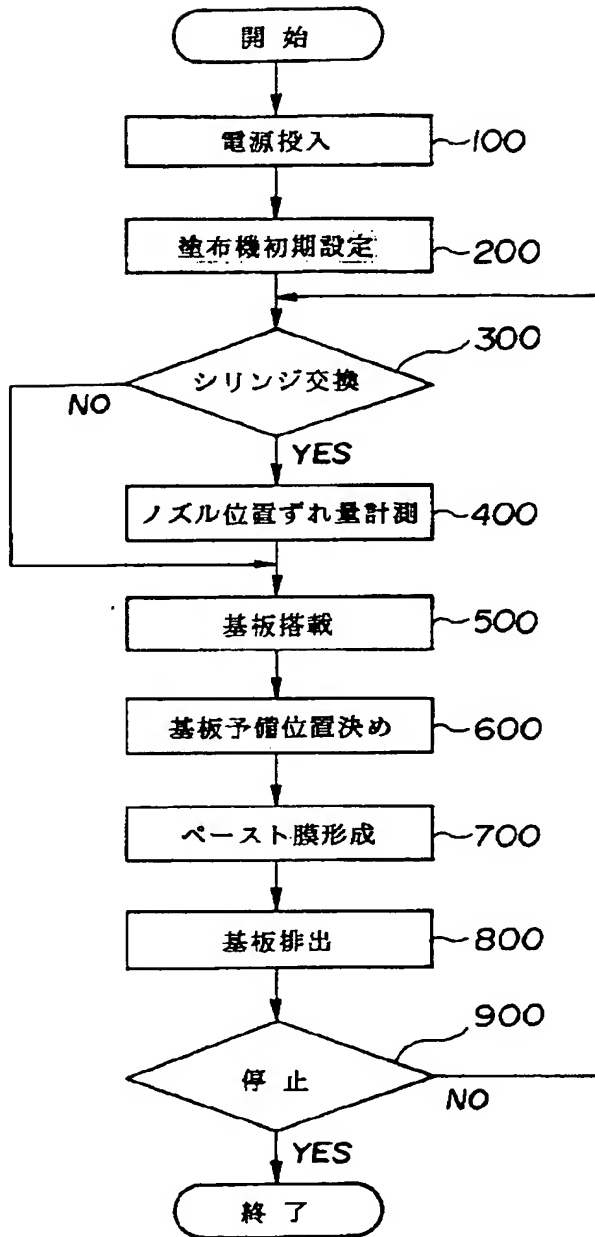 開始
電源投入 100
塗布機初期設定 200
シリンジ交換 300
NO
YES
ノズル位置ずれ量計測 400
基板搭載 500
基板予備位置決め 600
ペースト膜形成 700
基板排出 800
停止 900
NO
YES
終了